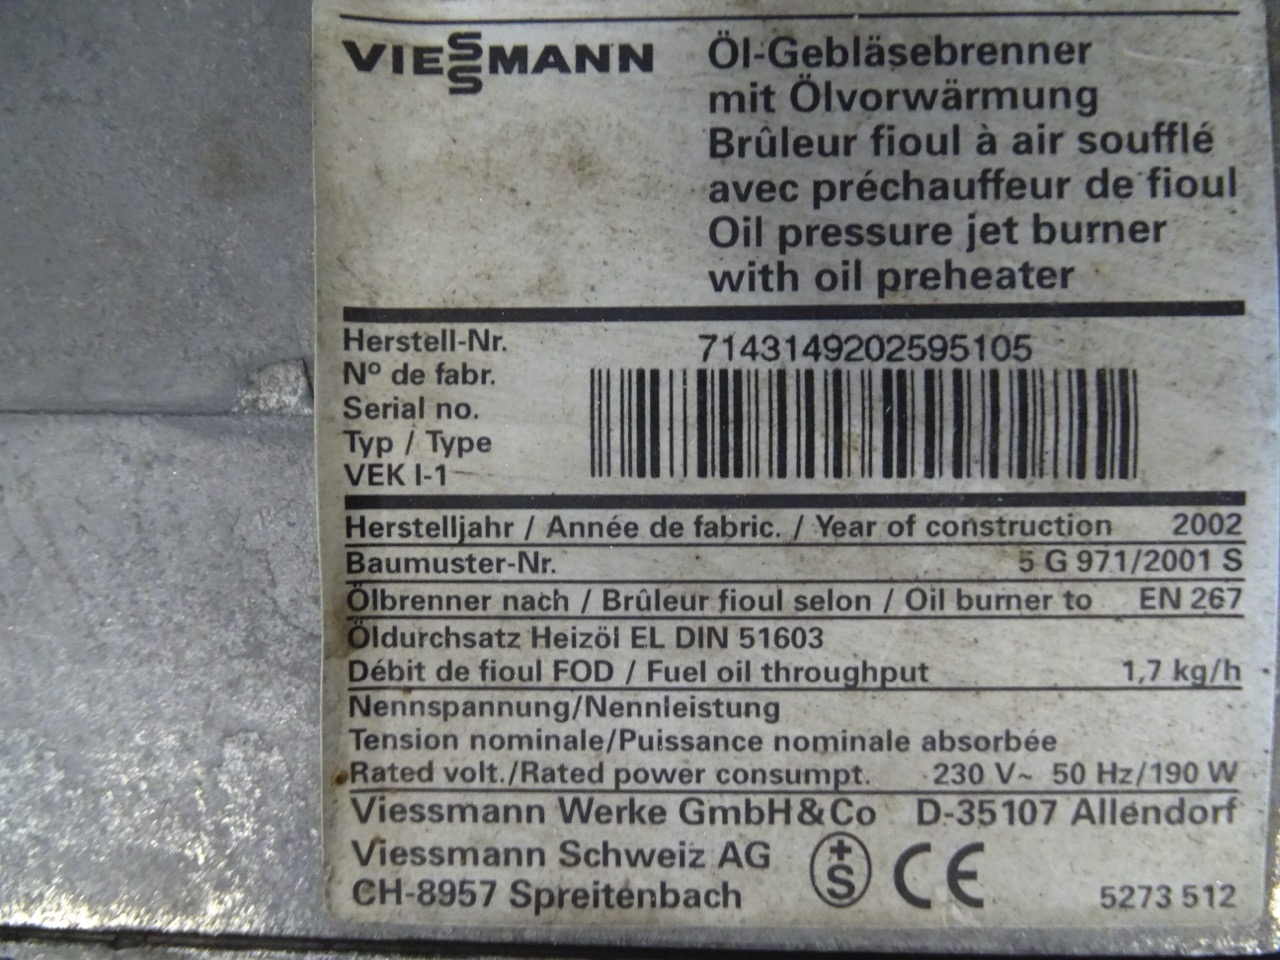 VIESSMANN
Öl-Gebläsebrenner
mit Ölvorwärmung
Brûleur fioul à air soufflé
avec préchauffeur de fioul
Oil pressure jet burner
with oil preheater
Herstell-Nr. 7143149202595105
Nº de fabr.
Serial no.
Typ / Type
VEK I-1
Herstelljahr / Année de fabric. / Year of construction 2002
Baumuster-Nr. 5 G 971/2001 S
Ölbrenner nach / Brûleur fioul selon / Oil burner to EN 267
Öldurchsatz Heizöl EL DIN 51603
Débit de fioul FOD / Fuel oil throughput 1,7 kg/h
Nennspannung/Nennleistung
Tension nominale/Puissance nominale absorbée
Rated volt./Rated power consumpt. 230 V~ 50 Hz/190 W
Viessmann Werke GmbH&Co D-35107 Allendorf
Viessmann Schweiz AG +S CE
CH-8957 Spreitenbach 5273 512